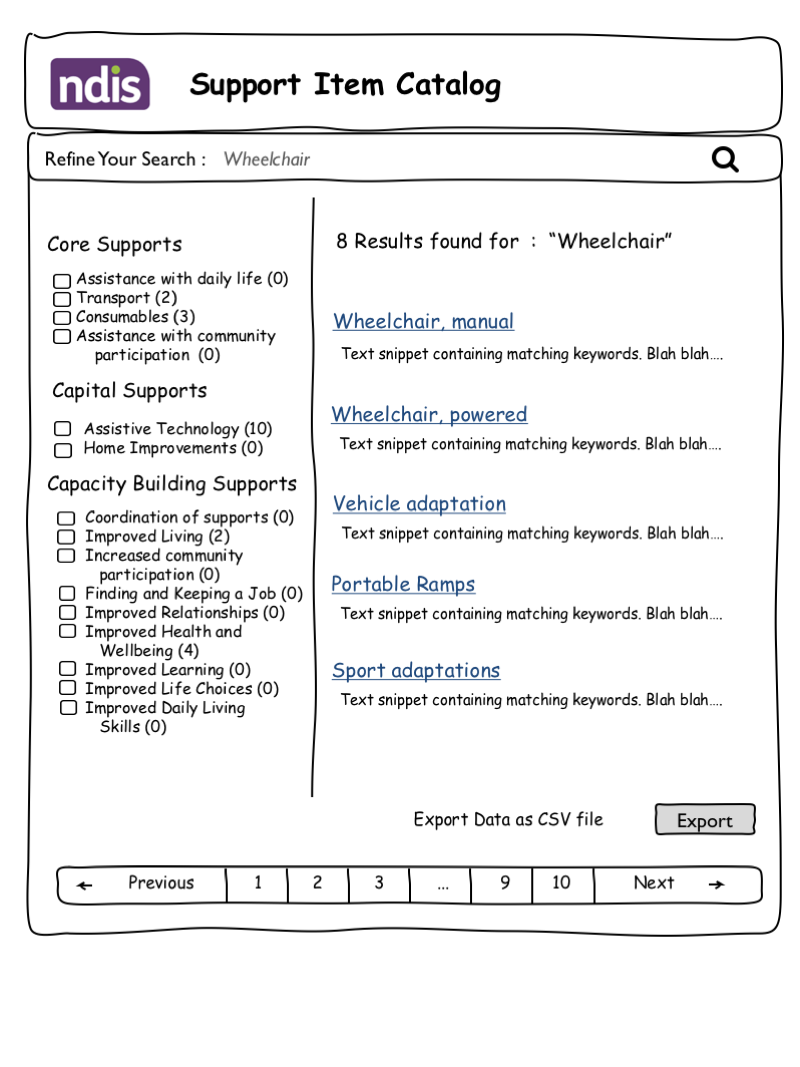 ndis
Support Item Catalog
Refine Your Search : Wheelchair
Core Supports
Assistance with daily life (0)
Transport (2)
Consumables (3)
Assistance with community
participation (0)
Capital Supports
Assistive Technology (10)
Home Improvements (0)
Capacity Building Supports
Coordination of supports (0)
Improved Living (2)
Increased community
participation (0)
Finding and Keeping a Job (0)
Improved Relationships (0)
Improved Health and
Wellbeing (4)
Improved Learning (0)
Improved Life Choices (0)
Improved Daily Living
Skills (0)
8 Results found for : “Wheelchair”
Wheelchair, manual
Text snippet containing matching keywords. Blah blah....
Wheelchair, powered
Text snippet containing matching keywords. Blah blah....
Vehicle adaptation
Text snippet containing matching keywords. Blah blah....
Portable Ramps
Text snippet containing matching keywords. Blah blah....
Sport adaptations
Text snippet containing matching keywords. Blah blah....
Export Data as CSV file Export
← Previous 1 2 3 ... 9 10 Next →